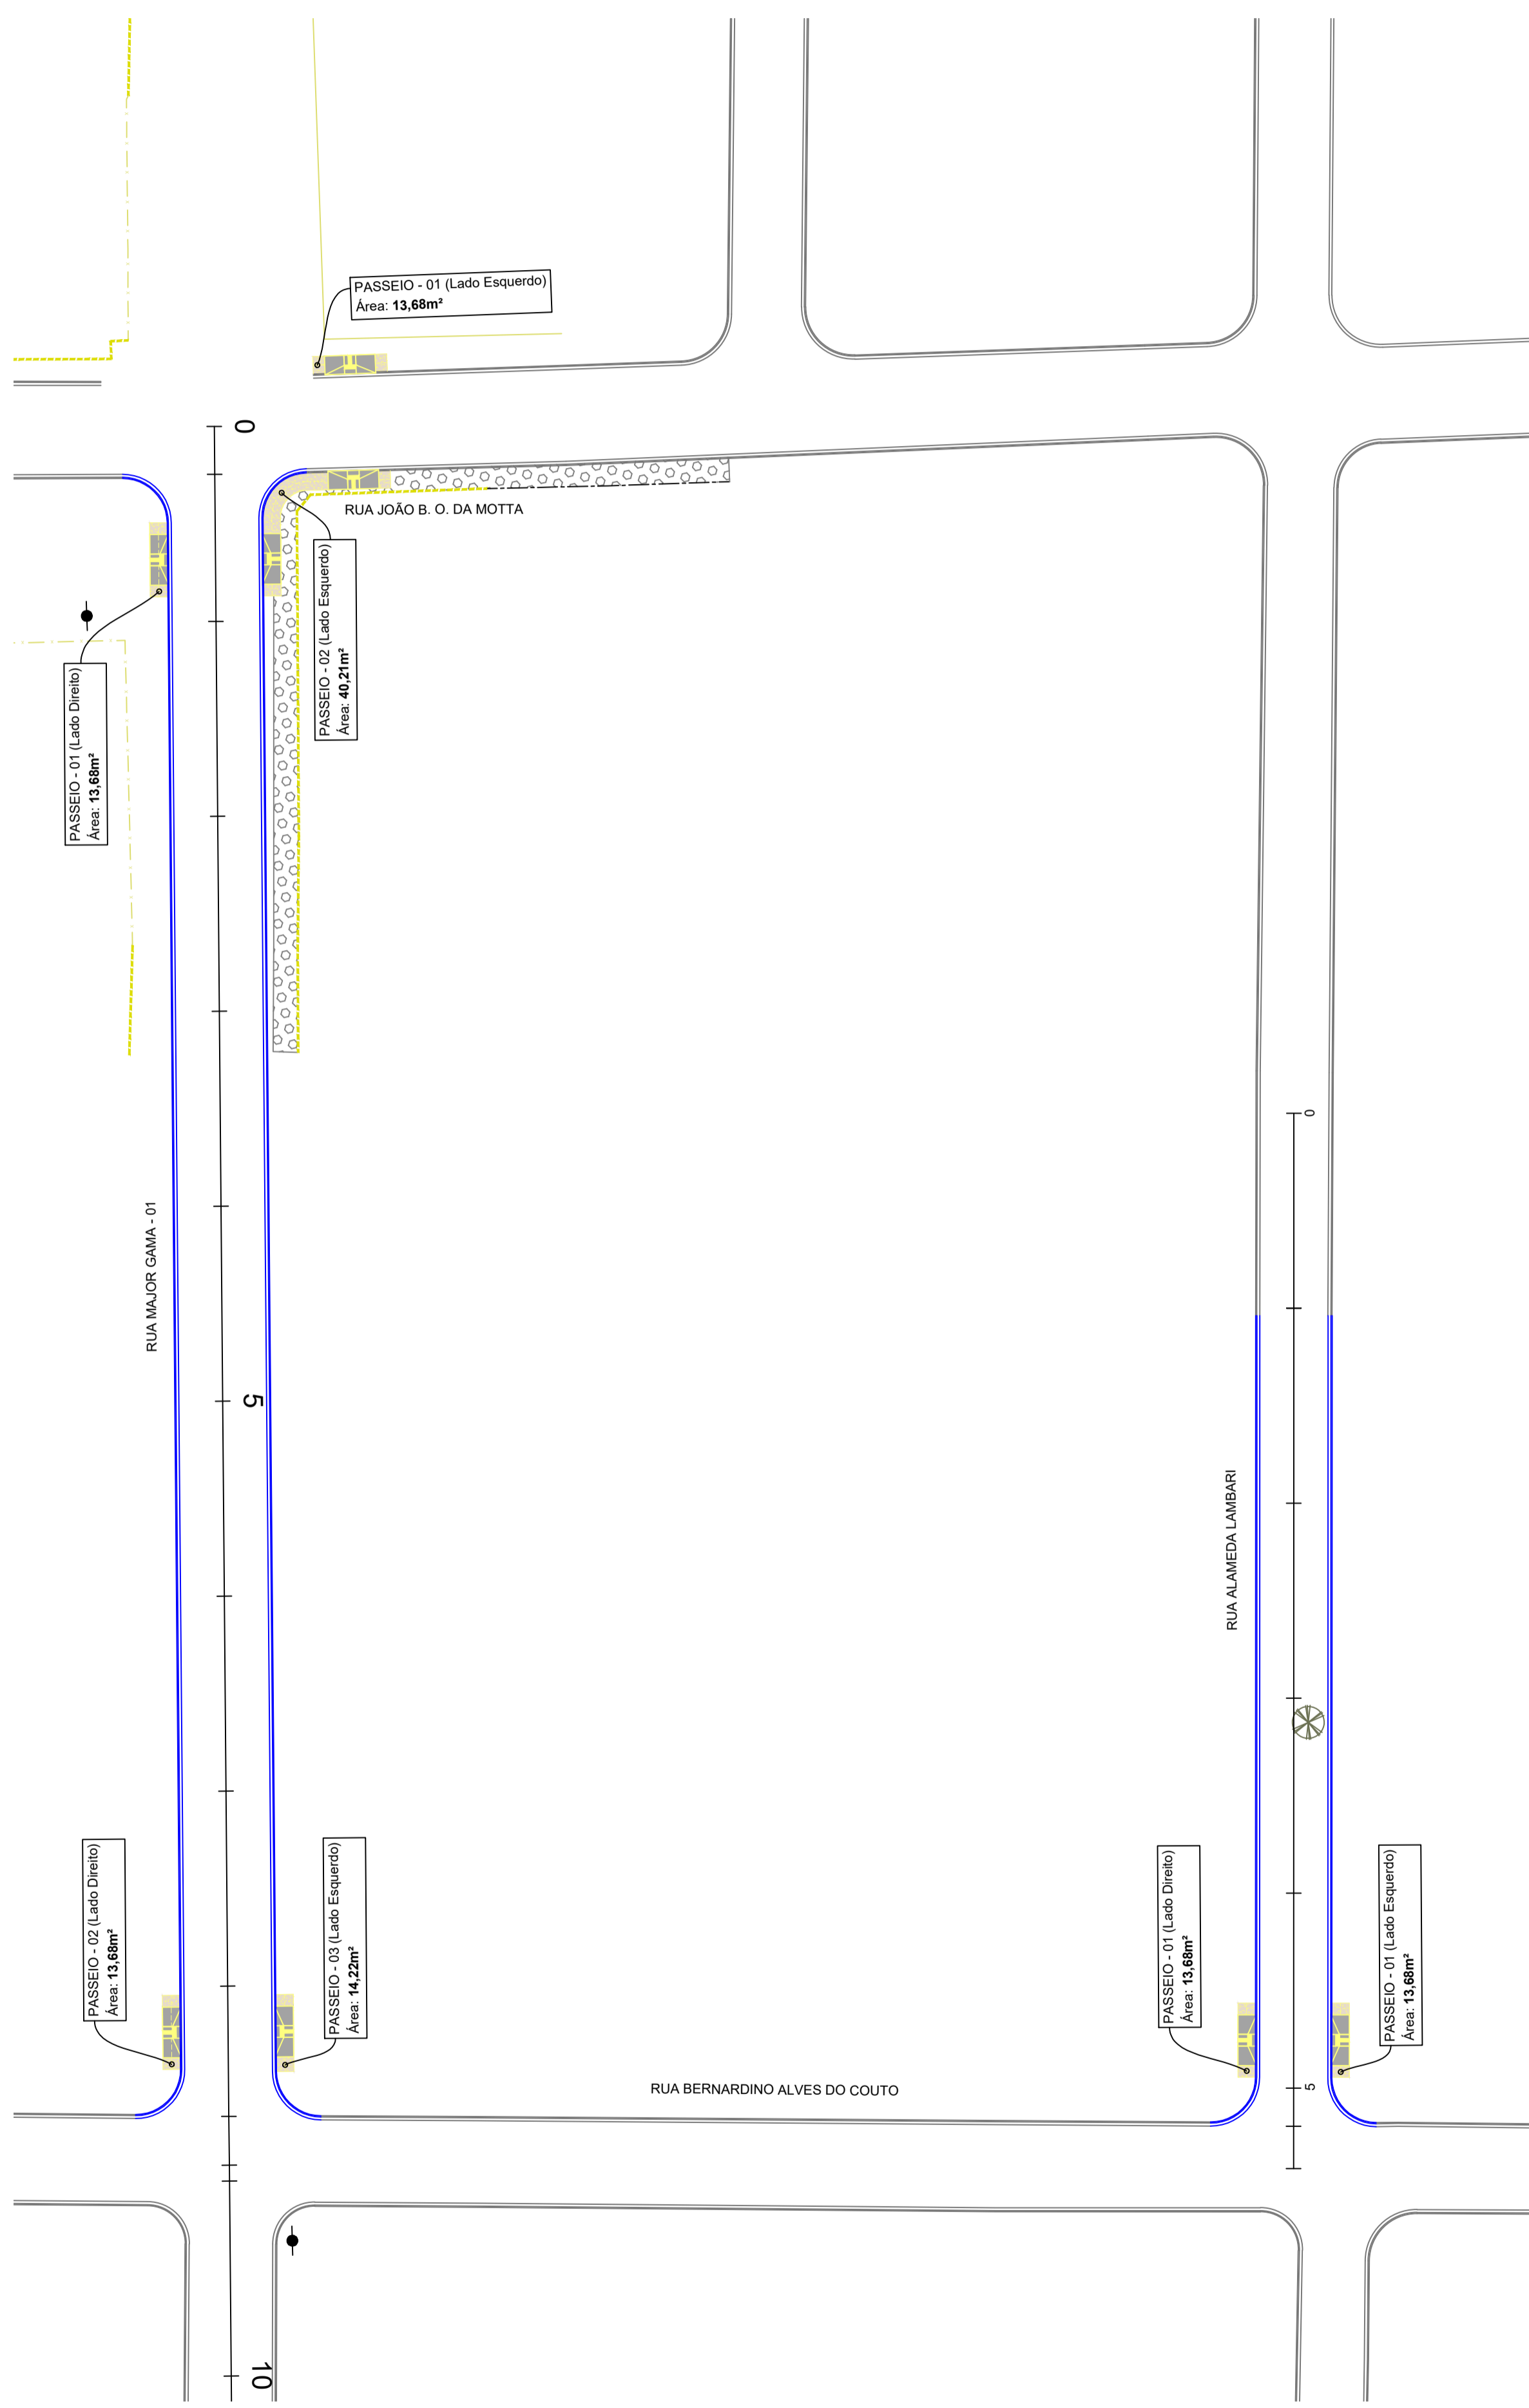 PASSEIO - 01 (Lado Esquerdo)
Área: 13,68m²
0
RUA JOÃO B. O. DA MOTTA
PASSEIO - 02 (Lado Esquerdo)
Área: 40,21m²
PASSEIO - 01 (Lado Direito)
Área: 13,68m²
0
RUA MAJOR GAMA - 01
5
RUA ALAMEDA LAMBARI
PASSEIO - 02 (Lado Direito)
Área: 13,68m²
PASSEIO - 03 (Lado Esquerdo)
Área: 14,22m²
PASSEIO - 01 (Lado Direito)
Área: 13,68m²
PASSEIO - 01 (Lado Esquerdo)
Área: 13,68m²
RUA BERNARDINO ALVES DO COUTO
5
10